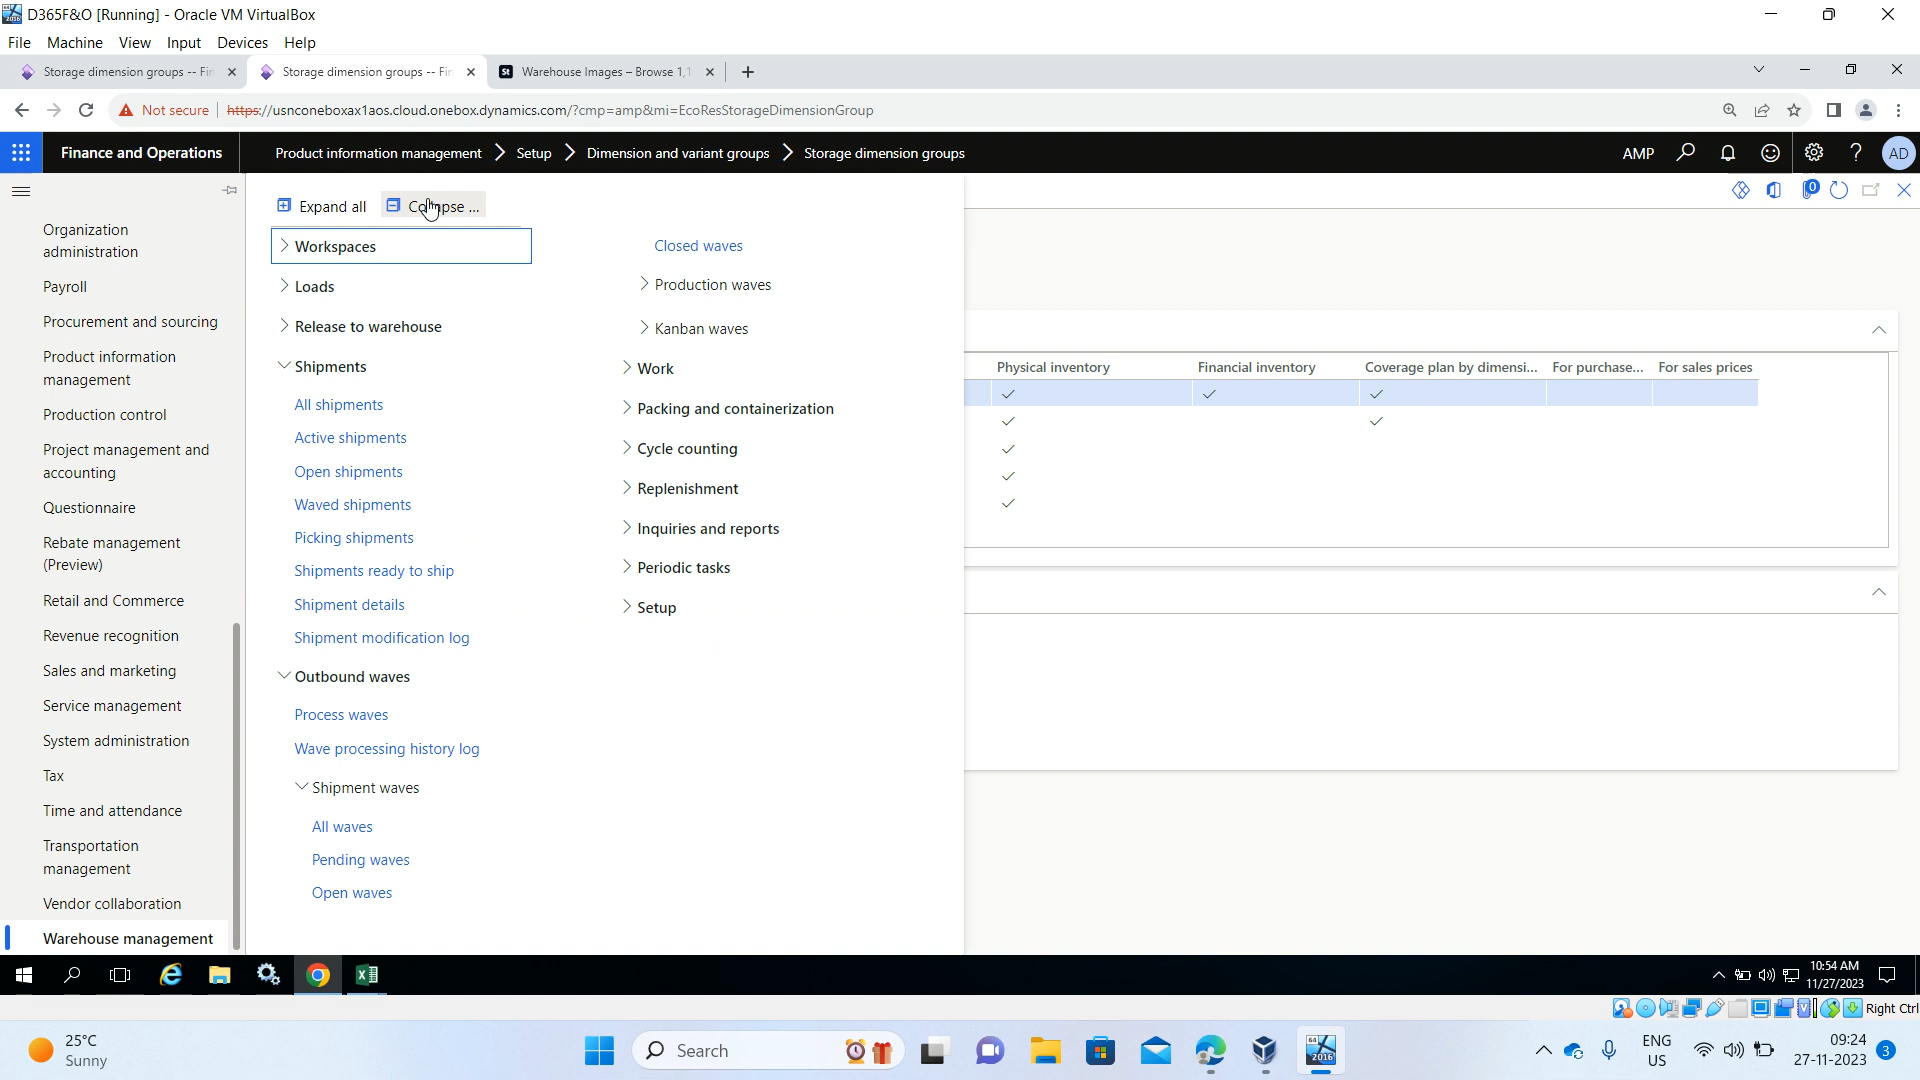 D365F&O [Running] - Oracle VM VirtualBox
File Machine View Input Devices Help
Storage dimension groups -- Fin
Storage dimension groups -- Fin
Warehouse Images – Browse 1,1
Not secure https://usnconeboxax1aos.cloud.onebox.dynamics.com/?cmp=amp&mi=EcoResStorageDimensionGroup
Finance and Operations
Product information management Setup Dimension and variant groups Storage dimension groups
AMP
AD
0
Organization
administration
Payroll
Procurement and sourcing
Product information
management
Production control
Project management and
accounting
Questionnaire
Rebate management
(Preview)
Retail and Commerce
Revenue recognition
Sales and marketing
Service management
System administration
Tax
Time and attendance
Transportation
management
Vendor collaboration
Warehouse management
Expand all
Workspaces
Loads
Release to warehouse
Shipments
All shipments
Active shipments
Open shipments
Waved shipments
Picking shipments
Shipments ready to ship
Shipment details
Shipment modification log
Outbound waves
Process waves
Wave processing history log
Shipment waves
All waves
Pending waves
Open waves
Closed waves
Production waves
Kanban waves
Work
Packing and containerization
Cycle counting
Replenishment
Inquiries and reports
Periodic tasks
Setup
Physical inventory Financial inventory Coverage plan by dimensi... For purchase... For sales prices
10:54 AM
11/27/2023
Right Ctrl
25°C
Sunny
Search
ENG
US
09:24
27-11-2023
3